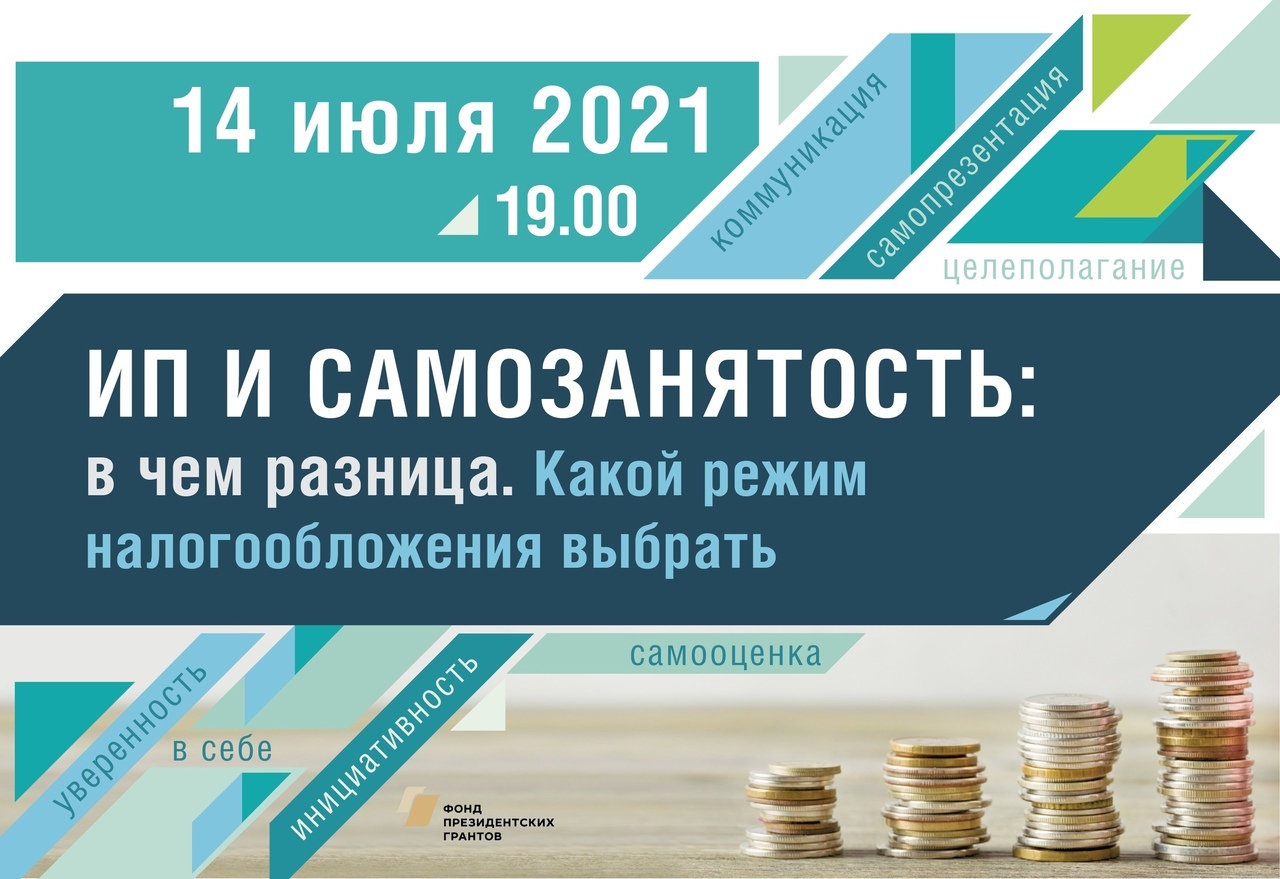 14 июля 2021
19.00
коммуникация
самопрезентация
целеполагание
ИП И САМОЗАНЯТОСТЬ:
в чем разница. Какой режим
налогообложения выбрать
самооценка
уверенность
в себе
инициативность
ФОНД
ПРЕЗИДЕНТСКИХ
ГРАНТОВ